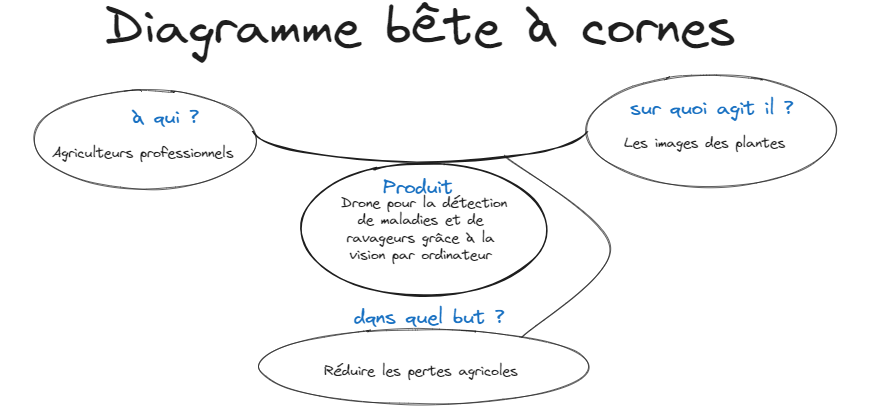 Diagramme bête à cornes
à qui ?
Agriculteurs professionnels
sur quoi agit il ?
Les images des plantes
Produit
Drone pour la détection
de maladies et de
ravageurs grâce à la
vision par ordinateur
dans quel but ?
Réduire les pertes agricoles